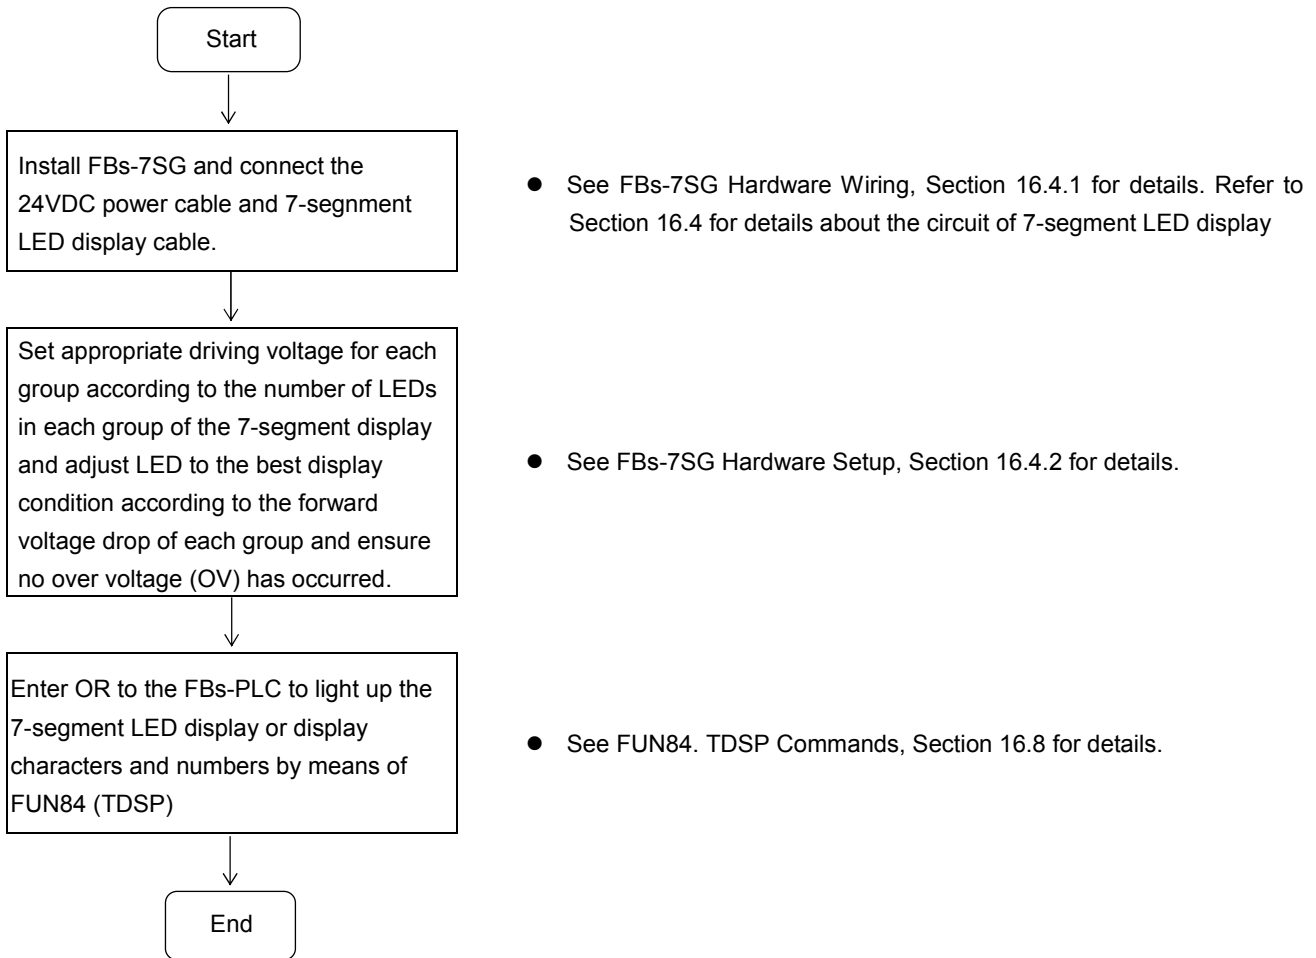 Start
Install FBs-7SG and connect the
24VDC power cable and 7-segnment
LED display cable.
● See FBs-7SG Hardware Wiring, Section 16.4.1 for details. Refer to
Section 16.4 for details about the circuit of 7-segment LED display
Set appropriate driving voltage for each
group according to the number of LEDs
in each group of the 7-segment display
and adjust LED to the best display
condition according to the forward
voltage drop of each group and ensure
no over voltage (OV) has occurred.
● See FBs-7SG Hardware Setup, Section 16.4.2 for details.
Enter OR to the FBs-PLC to light up the
7-segment LED display or display
characters and numbers by means of
FUN84 (TDSP)
● See FUN84. TDSP Commands, Section 16.8 for details.
End